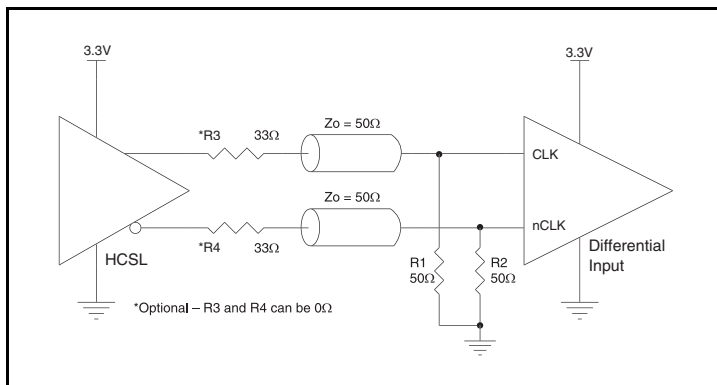 3.3V
3.3V
*R3
33Ω
Zo = 50Ω
CLK
Zo = 50Ω
nCLK
*R4
33Ω
HCSL
Differential
Input
R1
50Ω
R2
50Ω
*Optional – R3 and R4 can be 0Ω